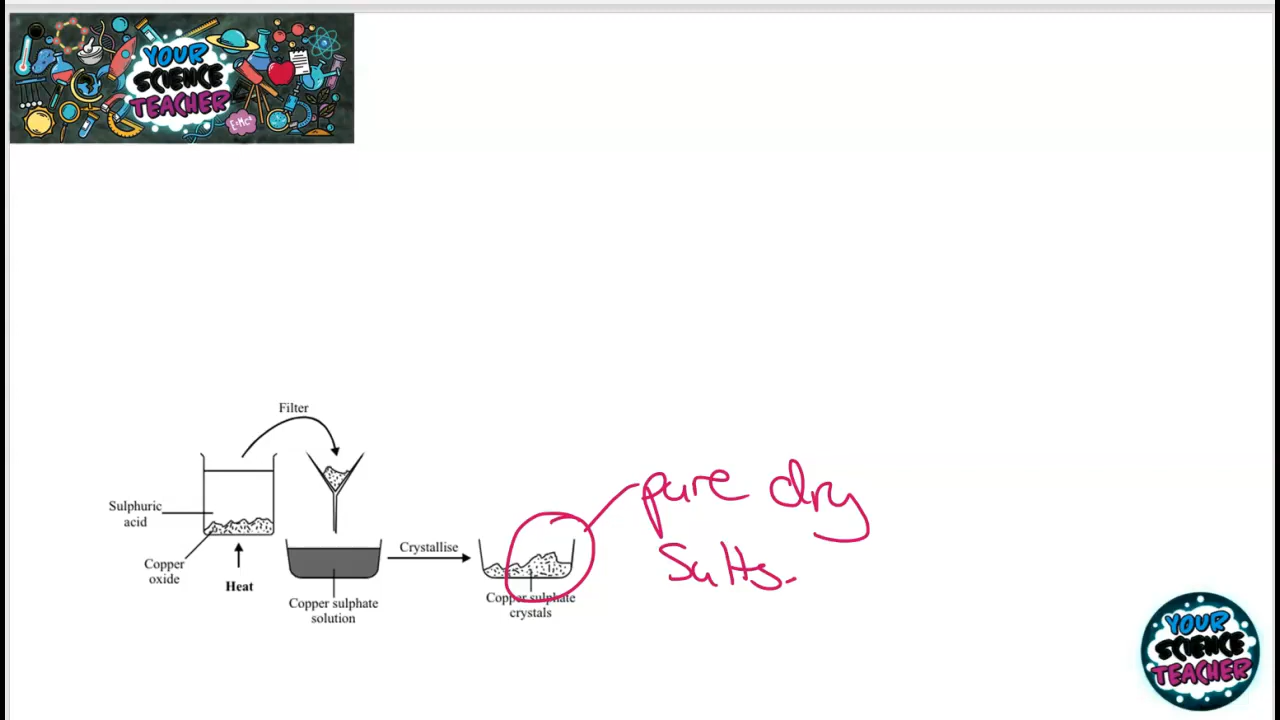 YOUR
SCIENCE
TEACHER
E=MC²
Filter
Sulphuric
acid
Copper
oxide
Heat
Copper sulphate
solution
Crystallise
Copper sulphate
crystals
pure dry
Salts.
YOUR
SCIENCE
TEACHER